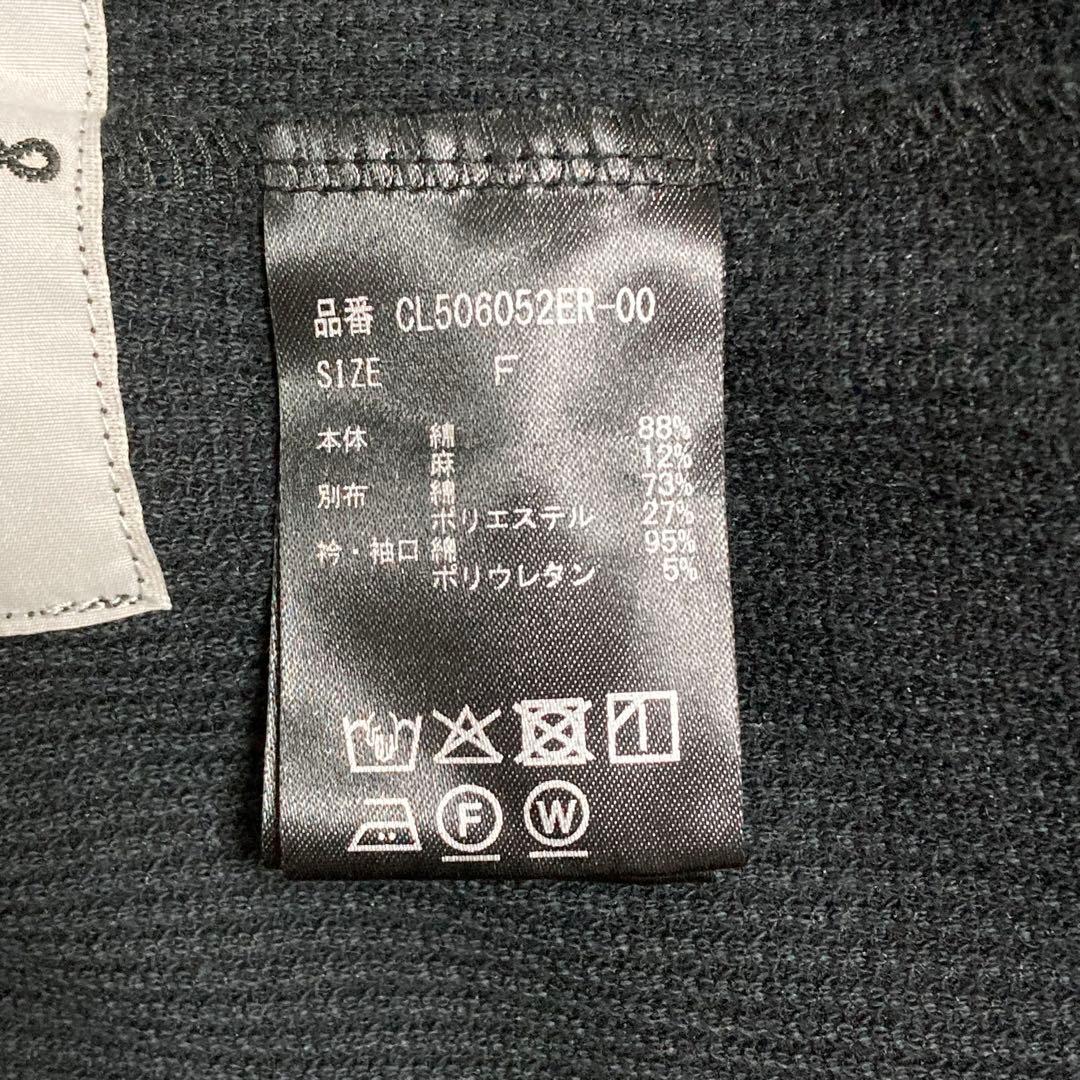 品番 CL506052ER-00
SIZE F
本体 綿 88%
麻 12%
別布 綿 73%
ポリエステル 27%
衿・袖口 綿 95%
ポリウレタン 5%
F W